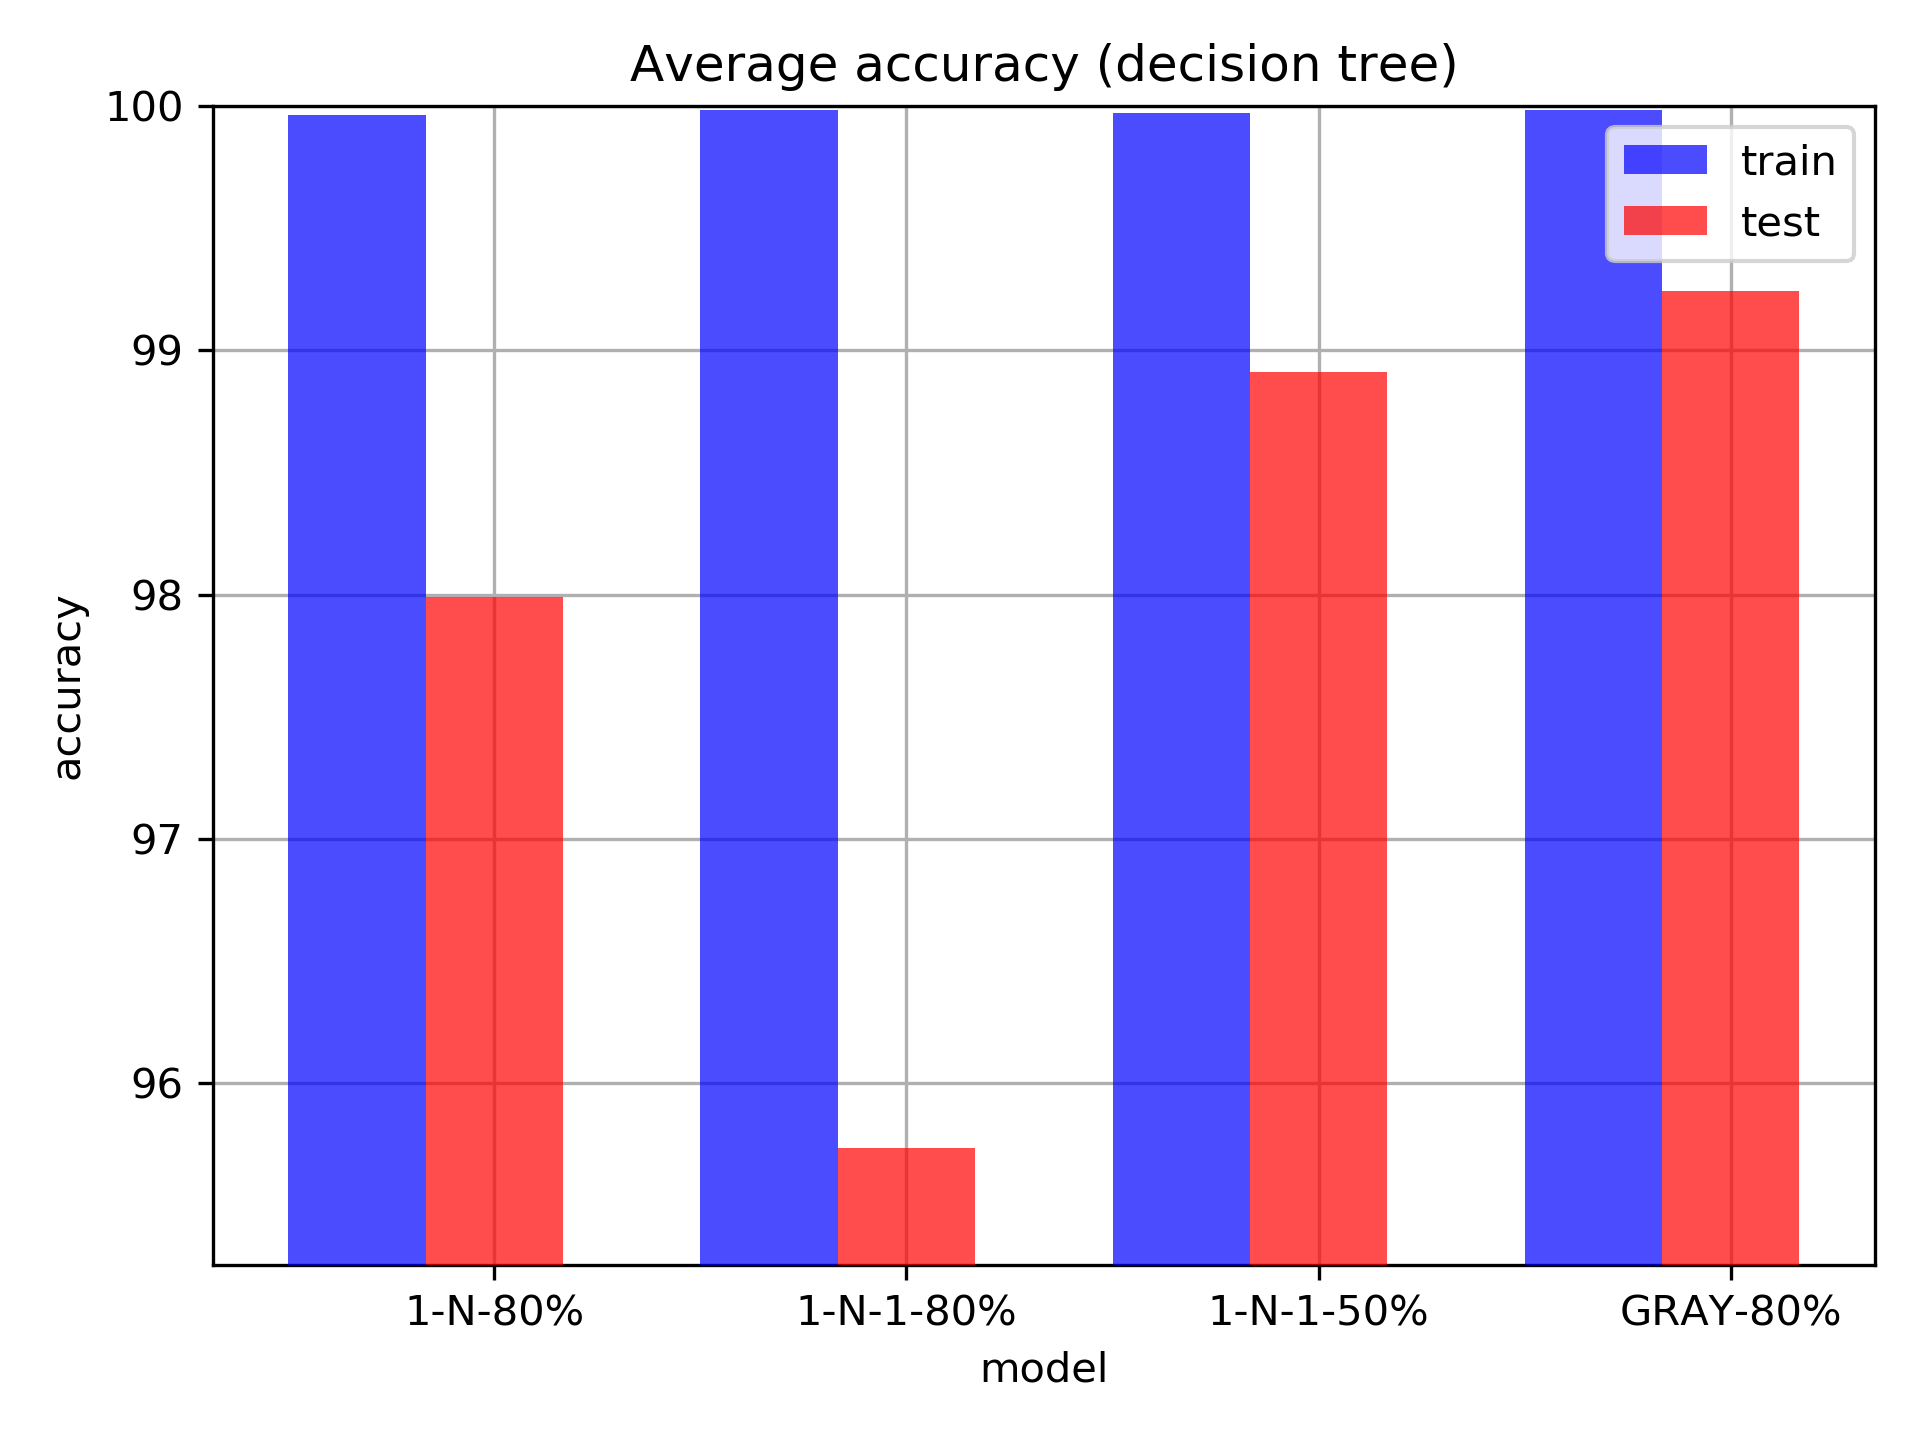 Average accuracy (decision tree)
100
99
98
97
96
accuracy
train
test
1-N-80%
1-N-1-80%
1-N-1-50%
GRAY-80%
model